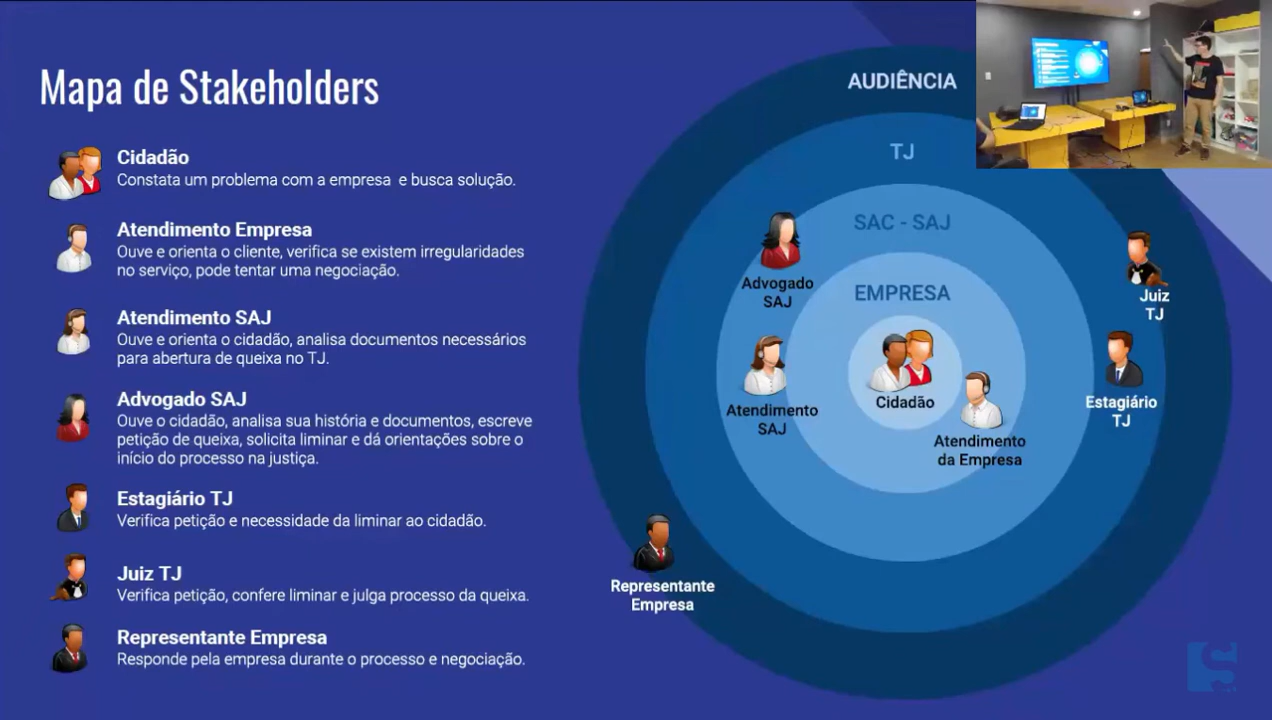 Mapa de Stakeholders
Cidadão
Constata um problema com a empresa e busca solução.
Atendimento Empresa
Ouve e orienta o cliente, verifica se existem irregularidades
no serviço, pode tentar uma negociação.
Atendimento SAJ
Ouve e orienta o cidadão, analisa documentos necessários
para abertura de queixa no TJ.
Advogado SAJ
Ouve o cidadão, analisa sua história e documentos, escreve
petição de queixa, solicita liminar e dá orientações sobre o
início do processo na justiça.
Estagiário TJ
Verifica petição e necessidade da liminar ao cidadão.
Juiz TJ
Verifica petição, confere liminar e julga processo da queixa.
Representante Empresa
Responde pela empresa durante o processo e negociação.
AUDIÊNCIA
TJ
SAC - SAJ
EMPRESA
Advogado
SAJ
Juiz
TJ
Atendimento
SAJ
Cidadão
Estagiário
TJ
Atendimento
da Empresa
Representante
Empresa
S